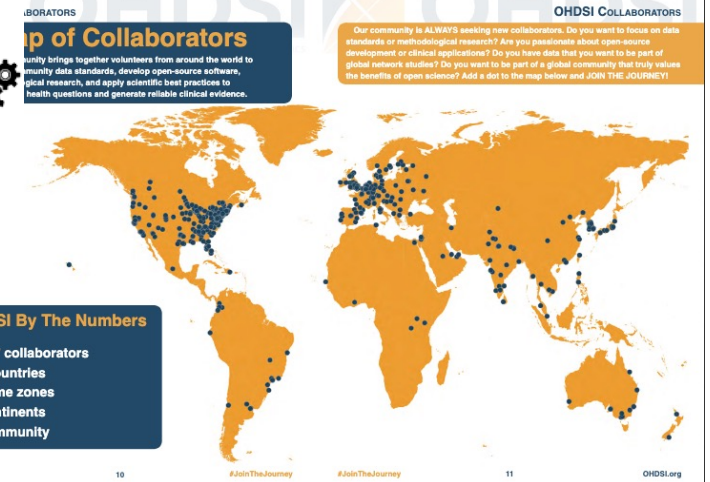 ABORATORS
ap of Collaborators
unity brings together volunteers from around the world to
mmunity data standards, develop open-source software,
gical research, and apply scientific best practices to
health questions and generate reliable clinical evidence.
OHDSI COLLABORATORS
Our community is ALWAYS seeking new collaborators. Do you want to focus on data
standards or methodological research? Are you passionate about open-source
development or clinical applications? Do you have data that you want to be part of
global network studies? Do you want to be part of a global community that truly values
the benefits of open science? Add a dot to the map below and JOIN THE JOURNEY!
SI By The Numbers
collaborators
ountries
me zones
ntinents
mmunity
10
#JoinTheJourney
#JoinTheJourney
11
OHDSI.org